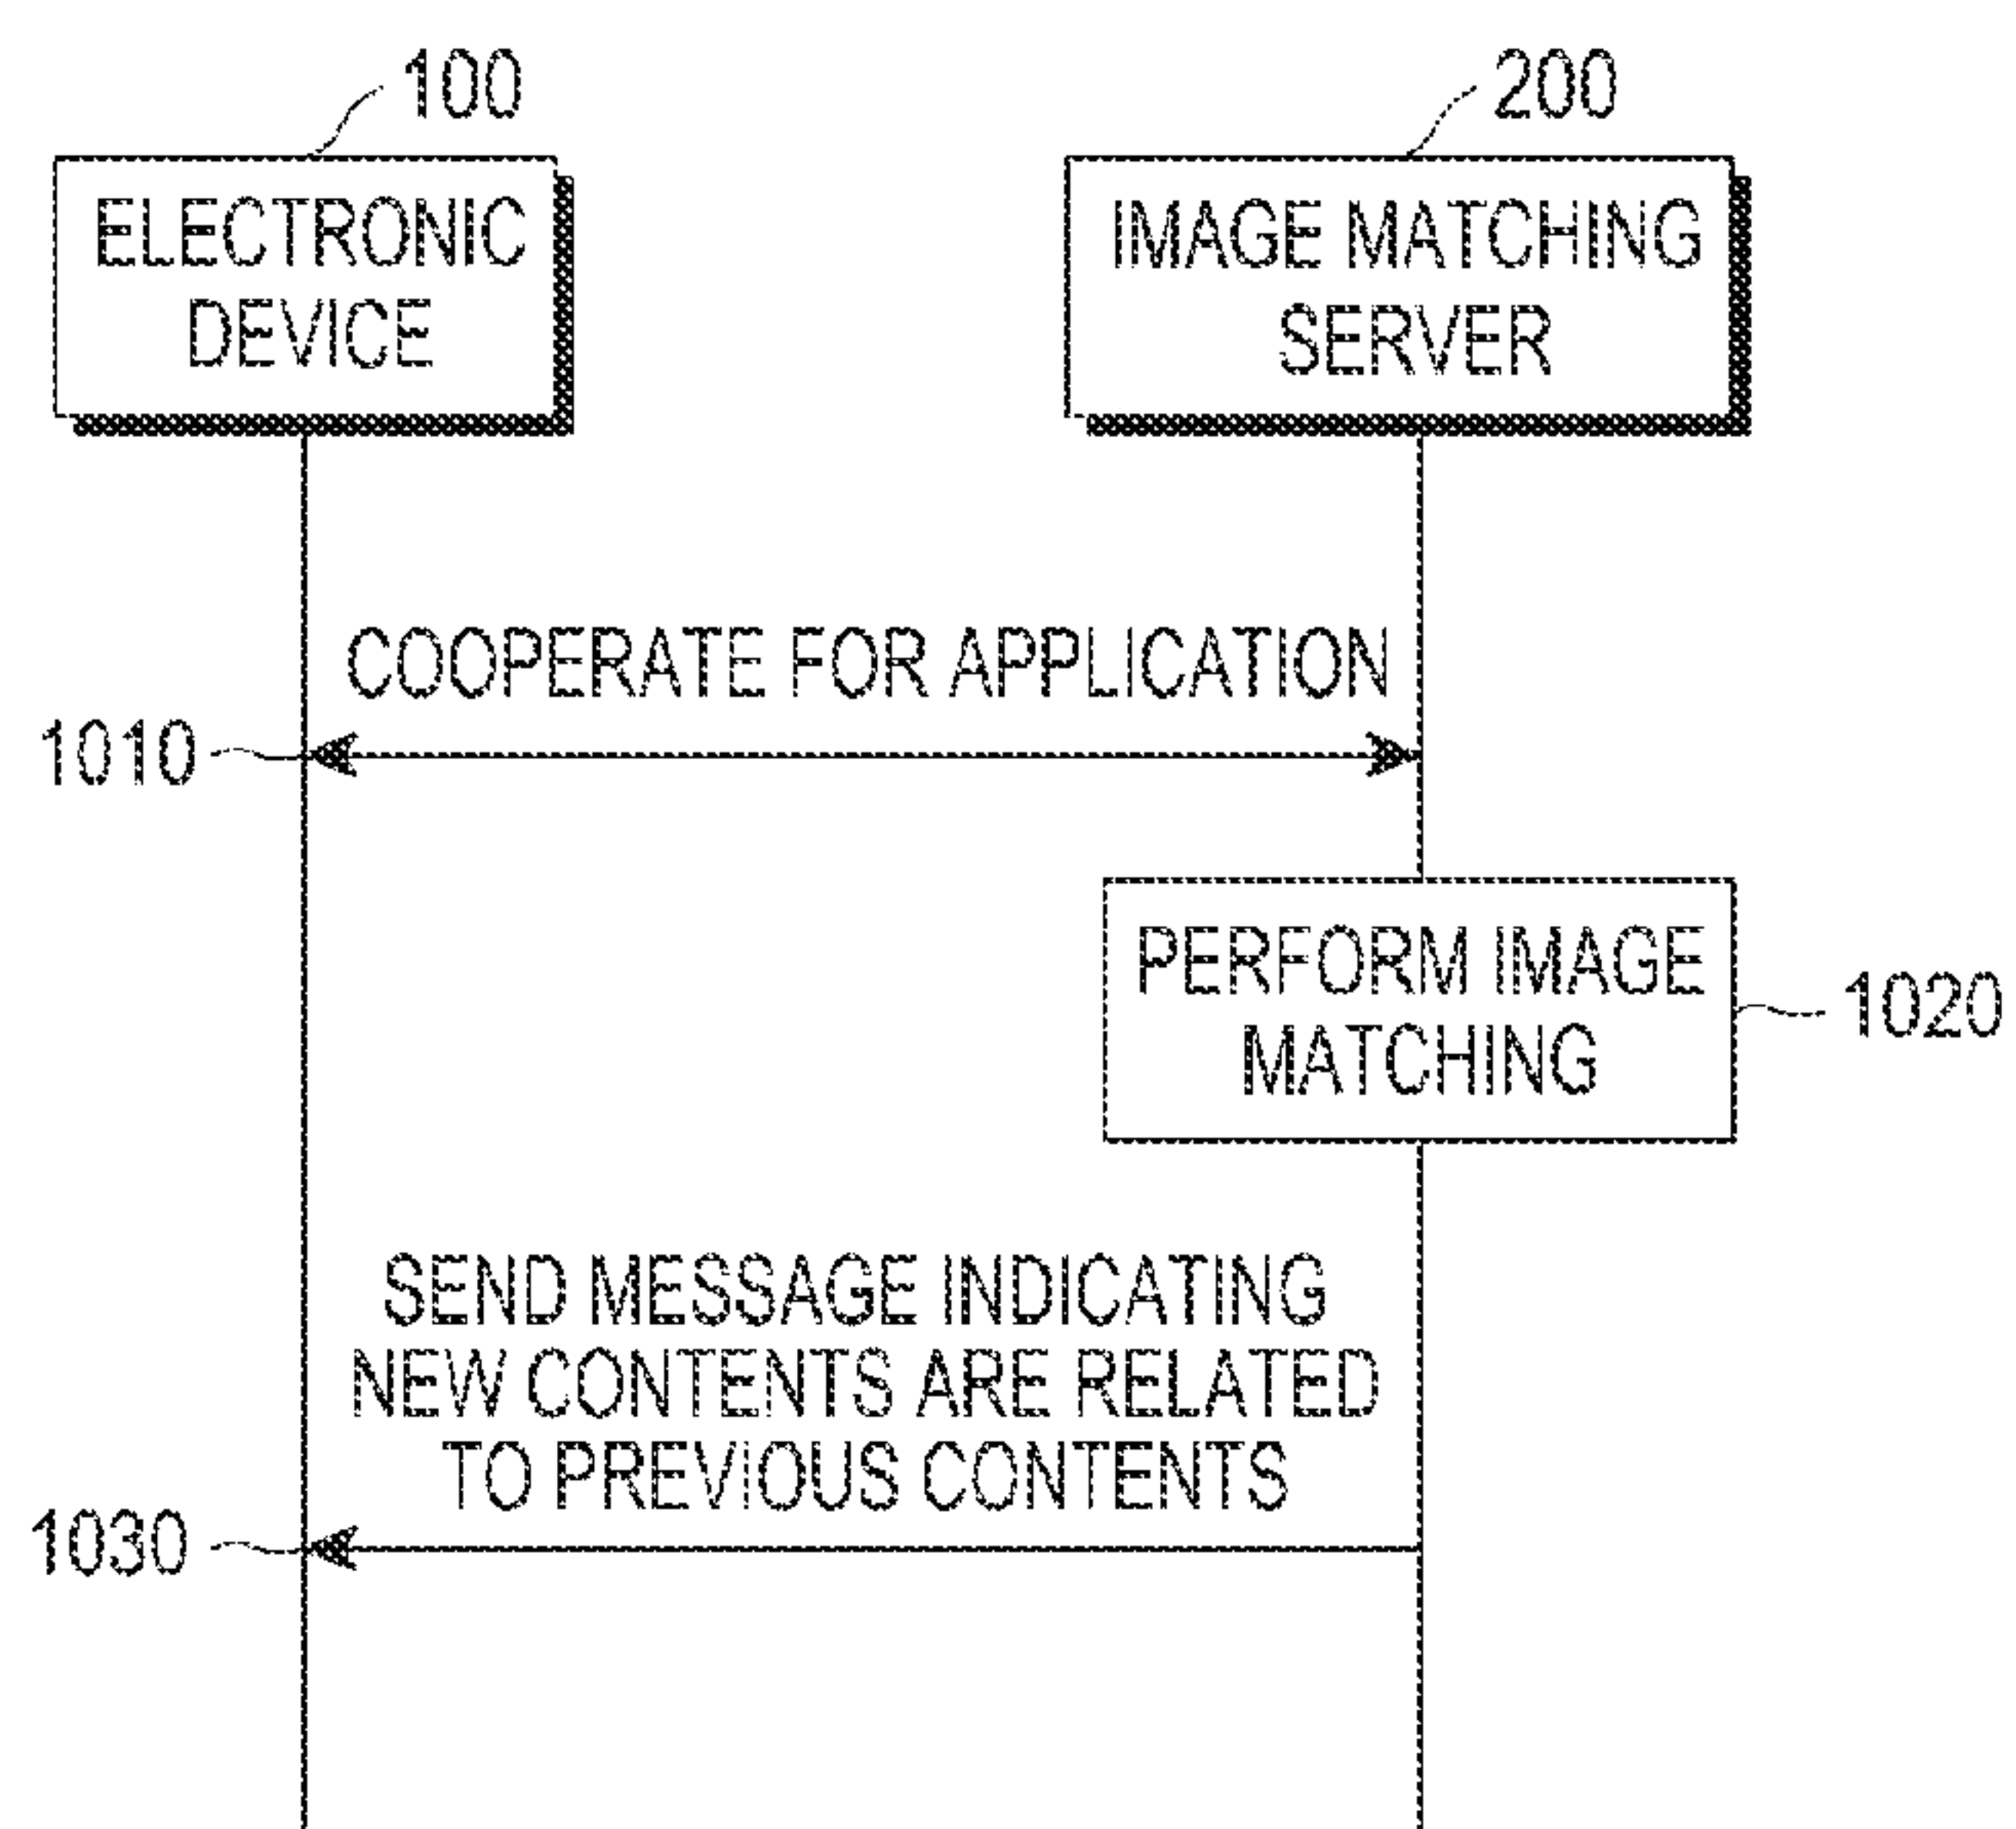 100
200
ELECTRONIC
DEVICE
IMAGE MATCHING
SERVER
COOPERATE FOR APPLICATION
1010
PERFORM IMAGE
MATCHING
1020
SEND MESSAGE INDICATING
NEW CONTENTS ARE RELATED
TO PREVIOUS CONTENTS
1030